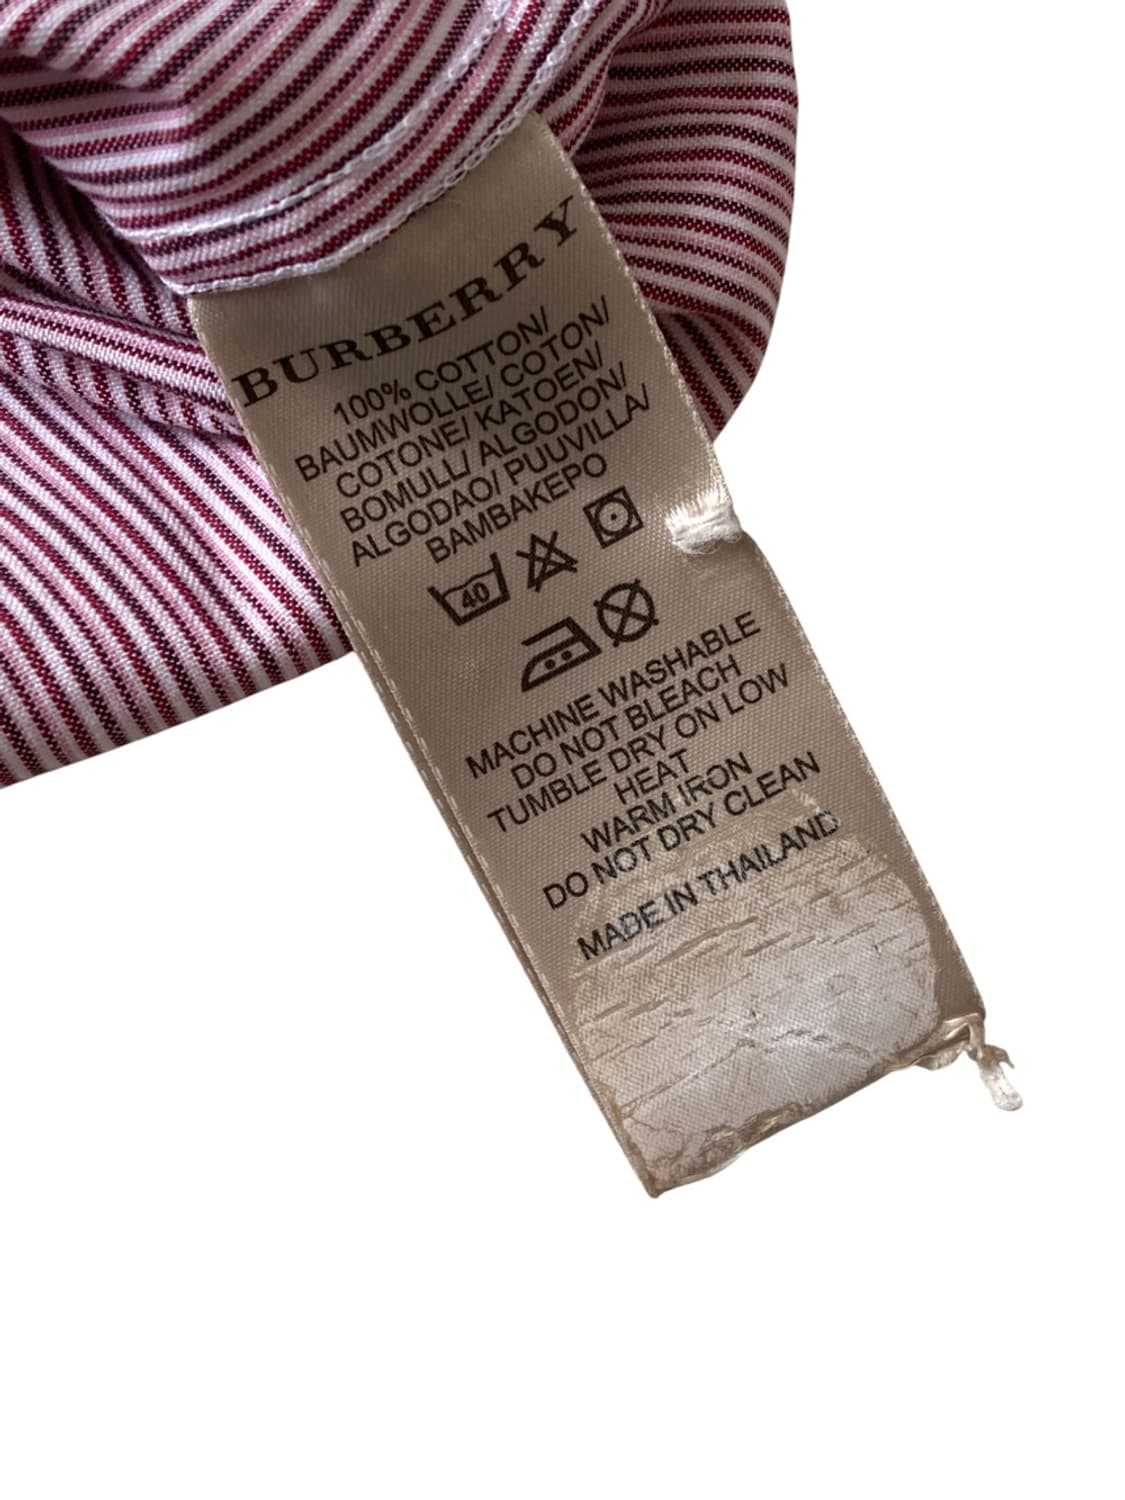 BURBERRY
100% COTTON/
BAUMWOLLE/ COTON/
COTONE/ KATOEN/
BOMULL/ ALGODON/
ALGODAO/ PUUVILLA/
BAMBAKEPO
40
MACHINE WASHABLE
DO NOT BLEACH
TUMBLE DRY ON LOW
HEAT
WARM IRON
DO NOT DRY CLEAN
MADE IN THAILAND